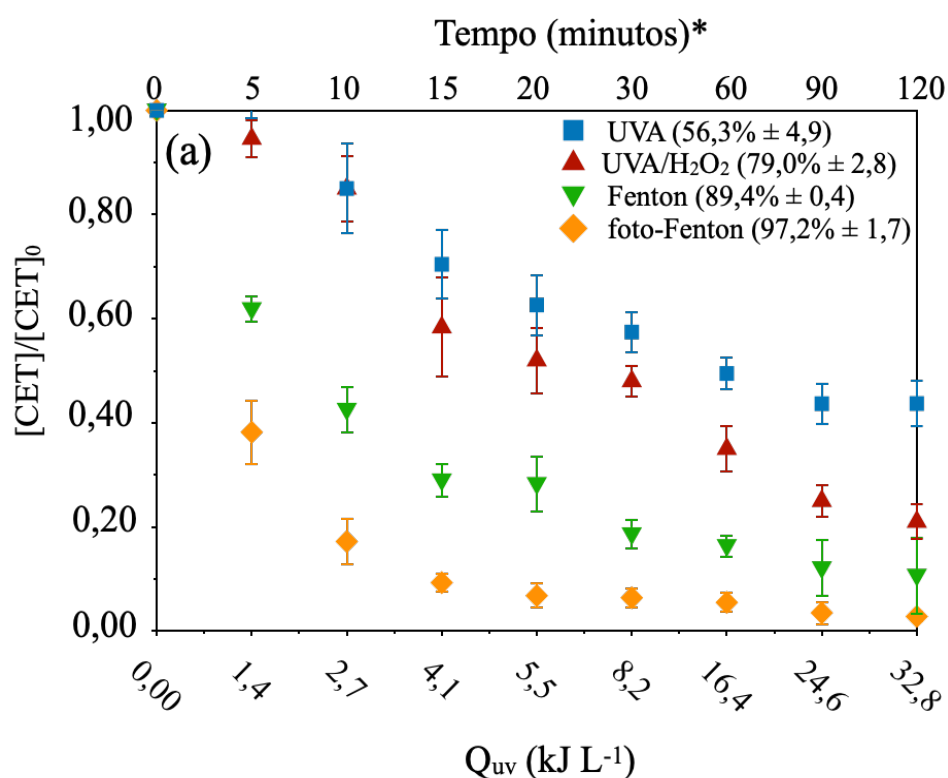 Tempo (minutos)*
0 5 10 15 20 30 60 90 120
(a)
UVA (56,3% ± 4,9)
UVA/H₂O₂ (79,0% ± 2,8)
Fenton (89,4% ± 0,4)
foto-Fenton (97,2% ± 1,7)
1,00
0,80
0,60
0,40
0,20
0,00
[CET]/[CET]₀
0,00 1,4 2,7 4,1 5,5 8,2 16,4 24,6 32,8
Quv (kJ L⁻¹)